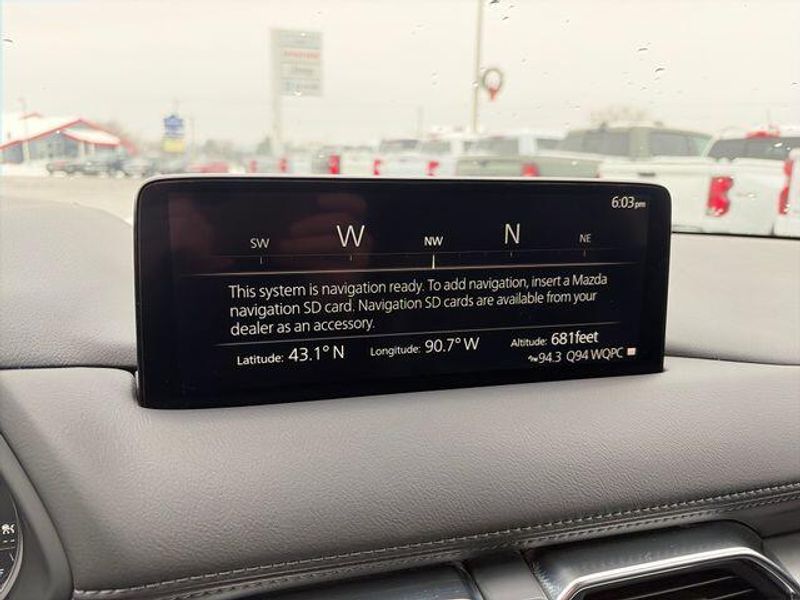 6:03pm
SW W NW N NE
This system is navigation ready. To add navigation, insert a Mazda
navigation SD card. Navigation SD cards are available from your
dealer as an accessory.
Latitude: 43.1° N Longitude: 90.7° W Altitude: 681feet
94.3 Q94 WQPC